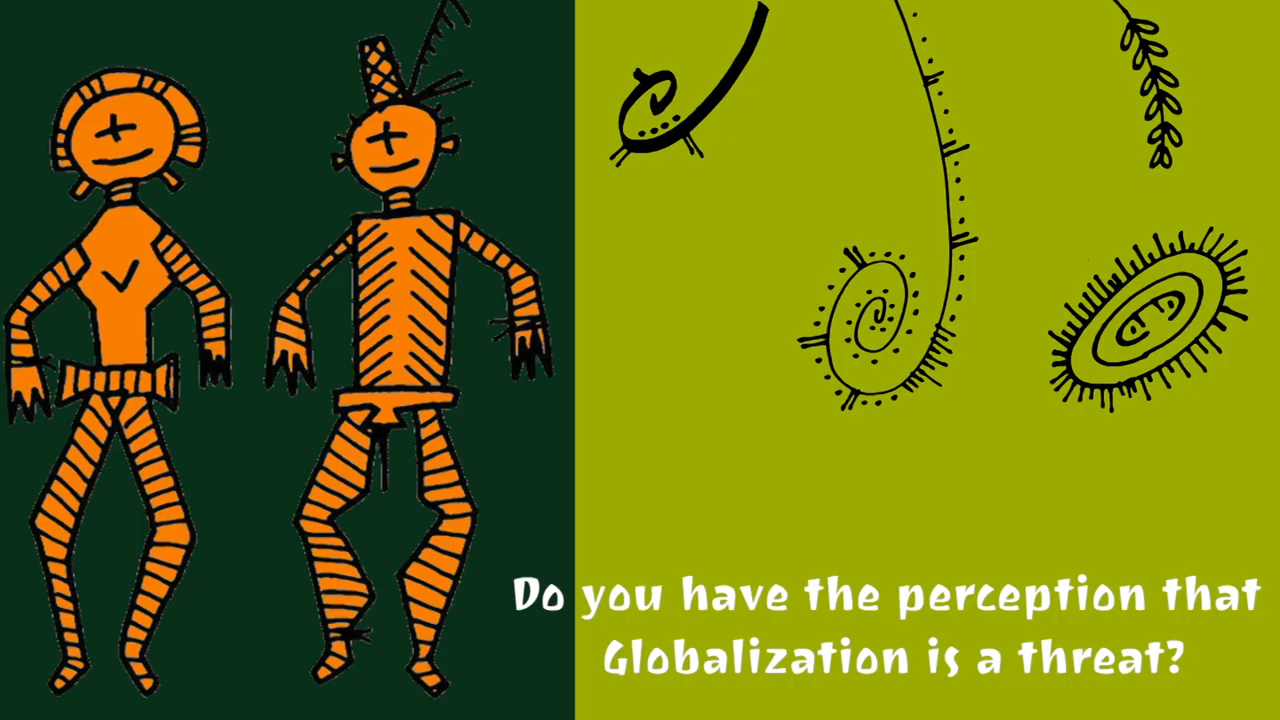 Do you have the perception that
Globalization is a threat?